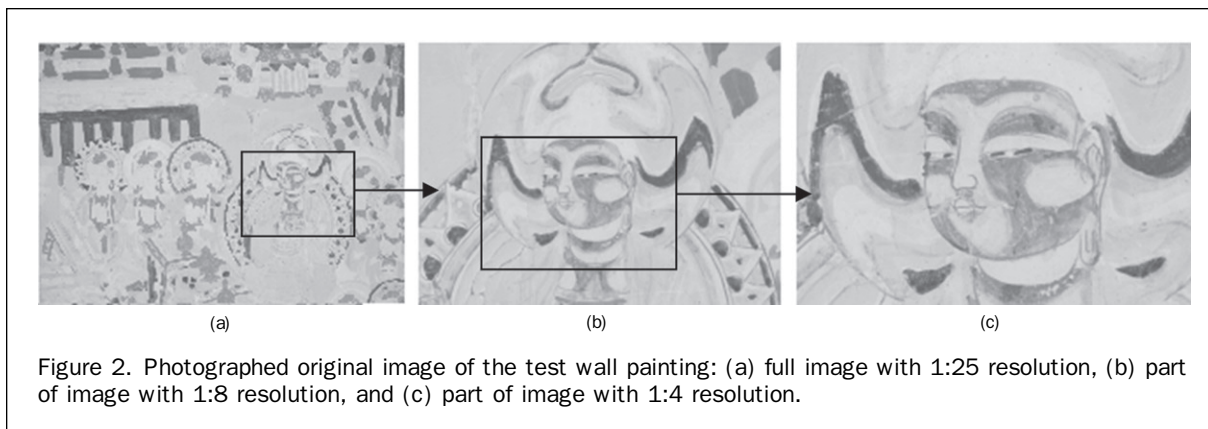 (a)
(b)
(c)
Figure 2. Photographed original image of the test wall painting: (a) full image with 1:25 resolution, (b) part
of image with 1:8 resolution, and (c) part of image with 1:4 resolution.